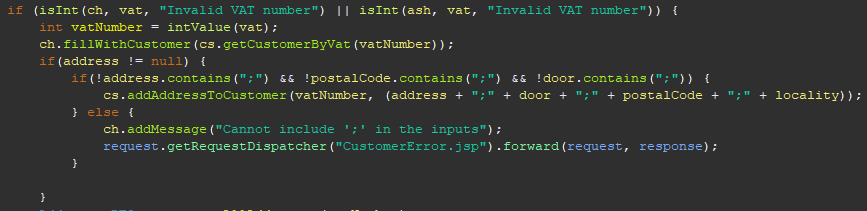 if (isInt(ch, vat, "Invalid VAT number") || isInt(ash, vat, "Invalid VAT number")) {
int vatNumber = intValue(vat);
ch.fillWithCustomer(cs.getCustomerByVat(vatNumber));
if(address != null) {
if(!address.contains(";") && !postalCode.contains(";") && !door.contains(";")) {
cs.addAddressToCustomer(vatNumber, (address + ";" + door + ";" + postalCode + ";" + locality));
} else {
ch.addMessage("Cannot include ';' in the inputs");
request.getRequestDispatcher("CustomerError.jsp").forward(request, response);
}
}